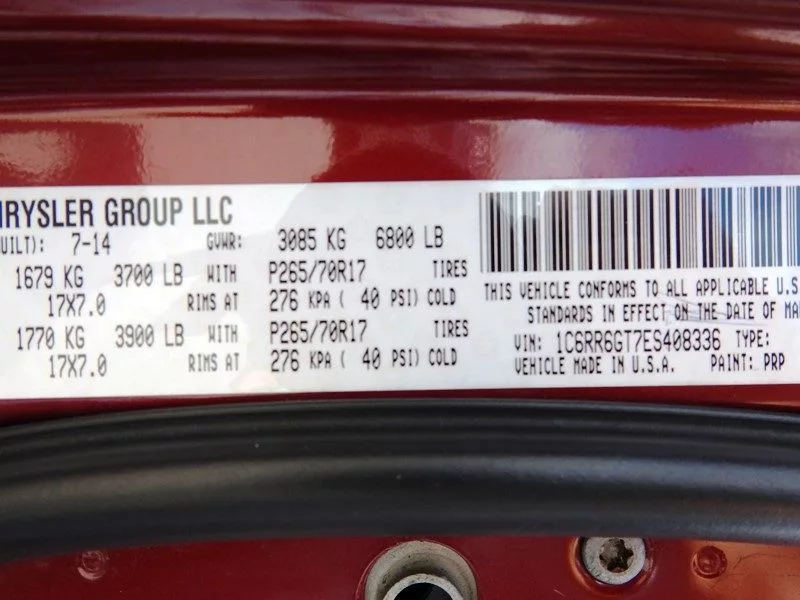 HRYSLER GROUP LLC
UILT): 7-14 GVWR: 3085 KG 6800 LB
1679 KG 3700 LB WITH P265/70R17 TIRES
17X7.0 RIMS AT 276 KPA ( 40 PSI) COLD
1770 KG 3900 LB WITH P265/70R17
17X7.0 RIMS AT 276 KPA ( 40 PSI) COLD
THIS VEHICLE CONFORMS TO ALL APPLICABLE U.S
STANDARDS IN EFFECT ON THE DATE OF MA
VIN: 1C6RR6GT7ES408336 TYPE:
VEHICLE MADE IN U.S.A. PAINT: PRP